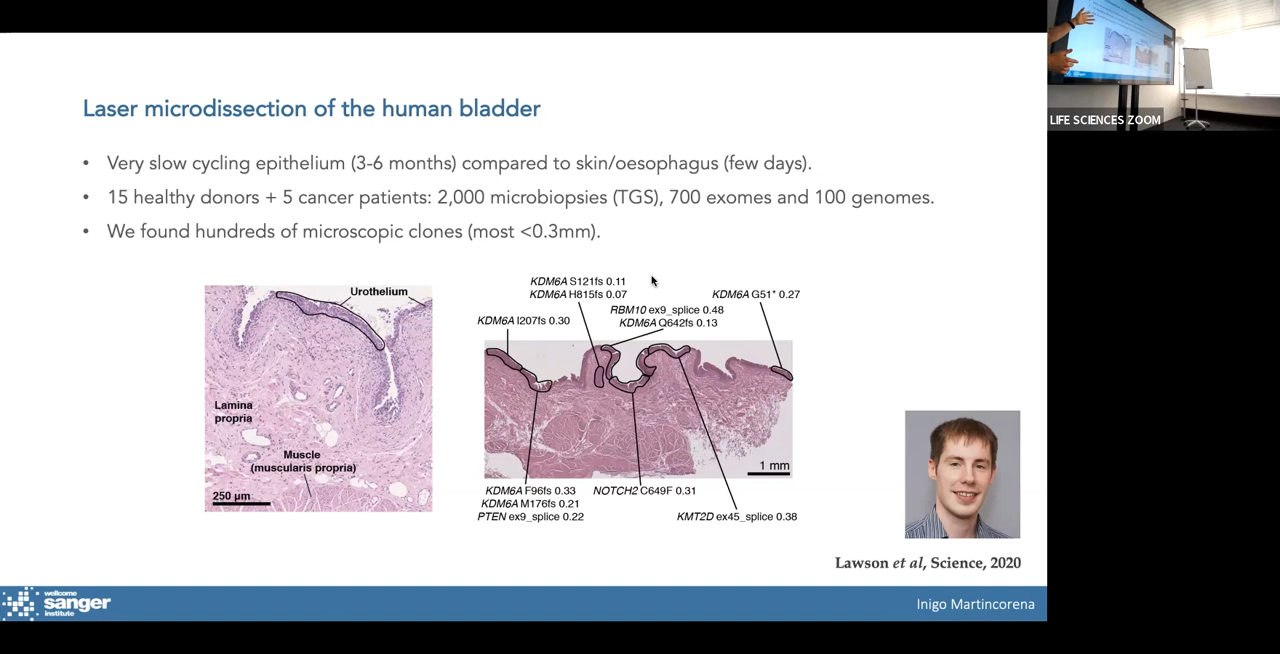 Laser microdissection of the human bladder
• Very slow cycling epithelium (3-6 months) compared to skin/oesophagus (few days).
• 15 healthy donors + 5 cancer patients: 2,000 microbiopsies (TGS), 700 exomes and 100 genomes.
• We found hundreds of microscopic clones (most <0.3mm).
Urothelium
Lamina
propria
Muscle
(muscularis propria)
250 µm
KDM6A S121fs 0.11
KDM6A H815fs 0.07
KDM6A G51* 0.27
RBM10 ex9_splice 0.48
KDM6A Q642fs 0.13
KDM6A I207fs 0.30
1 mm
KDM6A F96fs 0.33
KDM6A M176fs 0.21
PTEN ex9_splice 0.22
NOTCH2 C649F 0.31
KMT2D ex45_splice 0.38
Lawson et al, Science, 2020
wellcome
sanger
institute
Inigo Martincorena
LIFE SCIENCES ZOOM